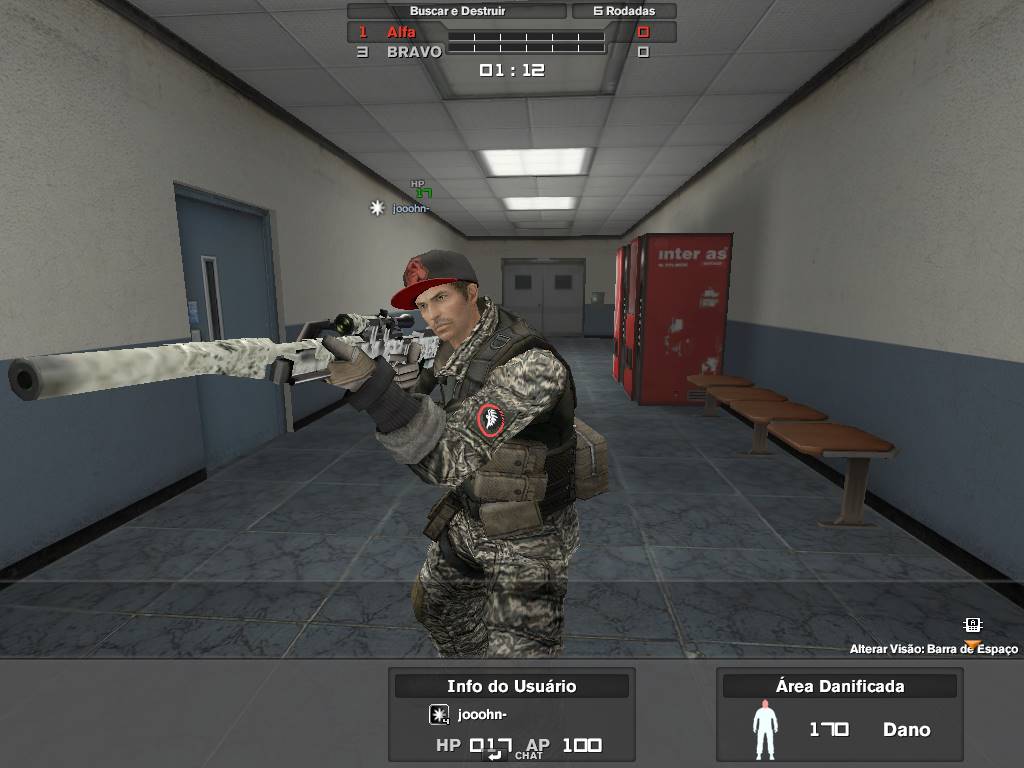 Buscar e Destruir 6 Rodadas
1 Alfa 0
3 BRAVO 0
01:12
HP
17
jooohn-
inter as
Alterar Visão: Barra de Espaço
Info do Usuário
jooohn-
HP 017 AP 100
CHAT
Área Danificada
170 Dano